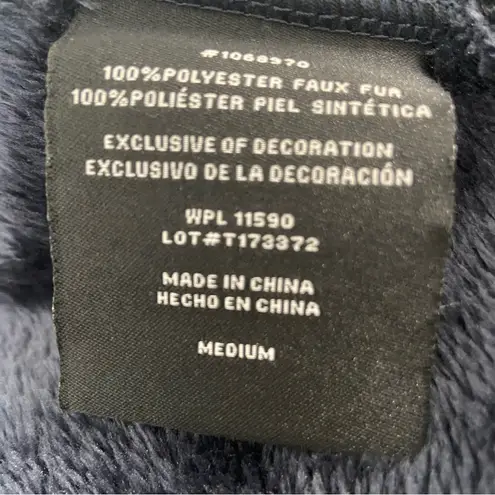 #1068370
100%POLYESTER FAUX FUR
100%POLIÉSTER PIEL SINTÉTICA
EXCLUSIVE OF DECORATION
EXCLUSIVO DE LA DECORACIÓN
WPL 11590
LOT#T173372
MADE IN CHINA
HECHO EN CHINA
MEDIUM